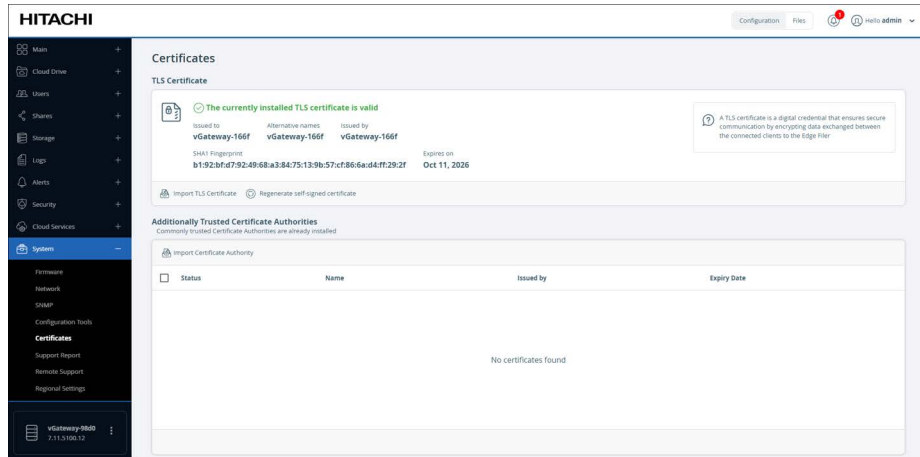 HITACHI
Configuration Files 1 Hello admin
Main
Cloud Drive
Users
Shares
Storage
Logs
Alerts
Security
Cloud Services
System
Firmware
Network
SNMP
Configuration Tools
Certificates
Support Report
Remote Support
Regional Settings
vGateway-98d0
7.11.5100.12
Certificates
TLS Certificate
The currently installed TLS certificate is valid
Issued to Alternative names Issued by
vGateway-166f vGateway-166f vGateway-166f
SHA1 Fingerprint Expires on
b1:92:bf:d7:92:49:68:a3:84:75:13:9b:57:cf:86:6a:d4:ff:29:2f Oct 11, 2026
A TLS certificate is a digital credential that ensures secure
communication by encrypting data exchanged between
the connected clients to the Edge Filer
Import TLS Certificate Regenerate self-signed certificate
Additionally Trusted Certificate Authorities
Commonly trusted Certificate Authorities are already installed
Import Certificate Authority
Status Name Issued by Expiry Date
No certificates found